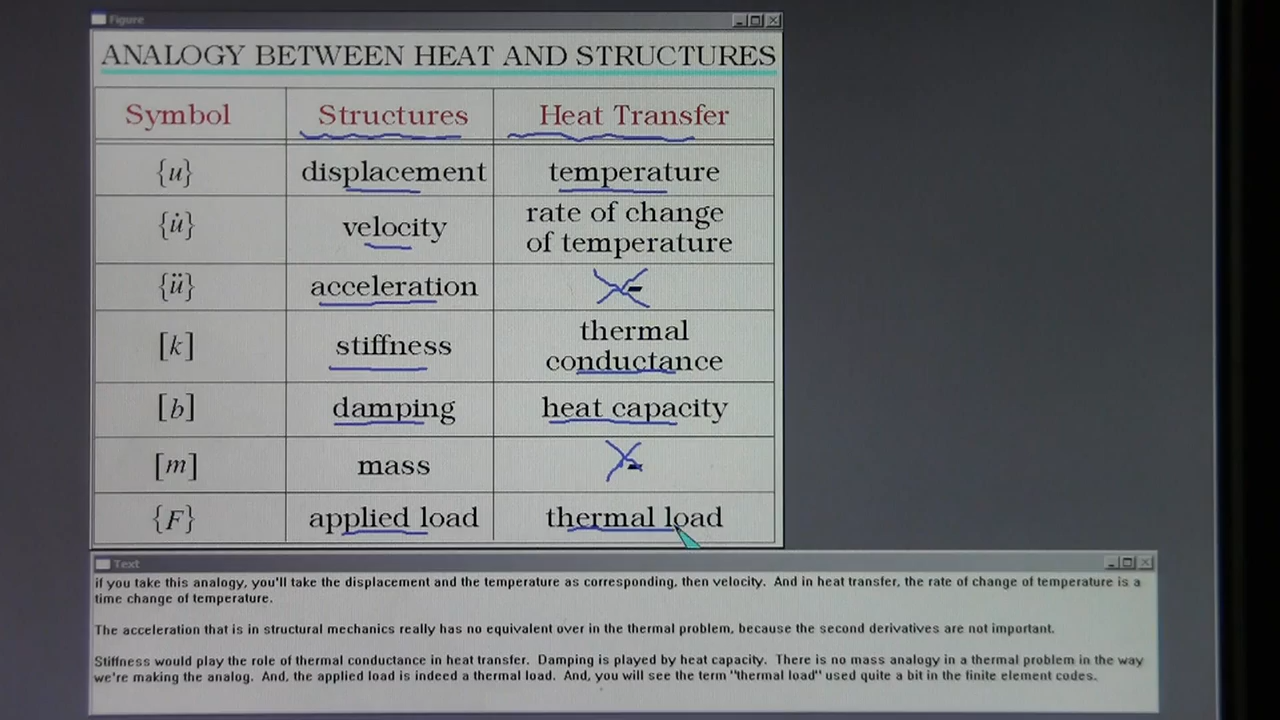 Figure
ANALOGY BETWEEN HEAT AND STRUCTURES
Symbol Structures Heat Transfer
{u} displacement temperature
{u̇} velocity rate of change
of temperature
{ü} acceleration -
[k] stiffness thermal
conductance
[b] damping heat capacity
[m] mass -
{F} applied load thermal load
Text
if you take this analogy, you'll take the displacement and the temperature as corresponding, then velocity. And in heat transfer, the rate of change of temperature is a
time change of temperature.
The acceleration that is in structural mechanics really has no equivalent over in the thermal problem, because the second derivatives are not important.
Stiffness would play the role of thermal conductance in heat transfer. Damping is played by heat capacity. There is no mass analogy in a thermal problem in the way
we're making the analog. And, the applied load is indeed a thermal load. And, you will see the term "thermal load" used quite a bit in the finite element codes.